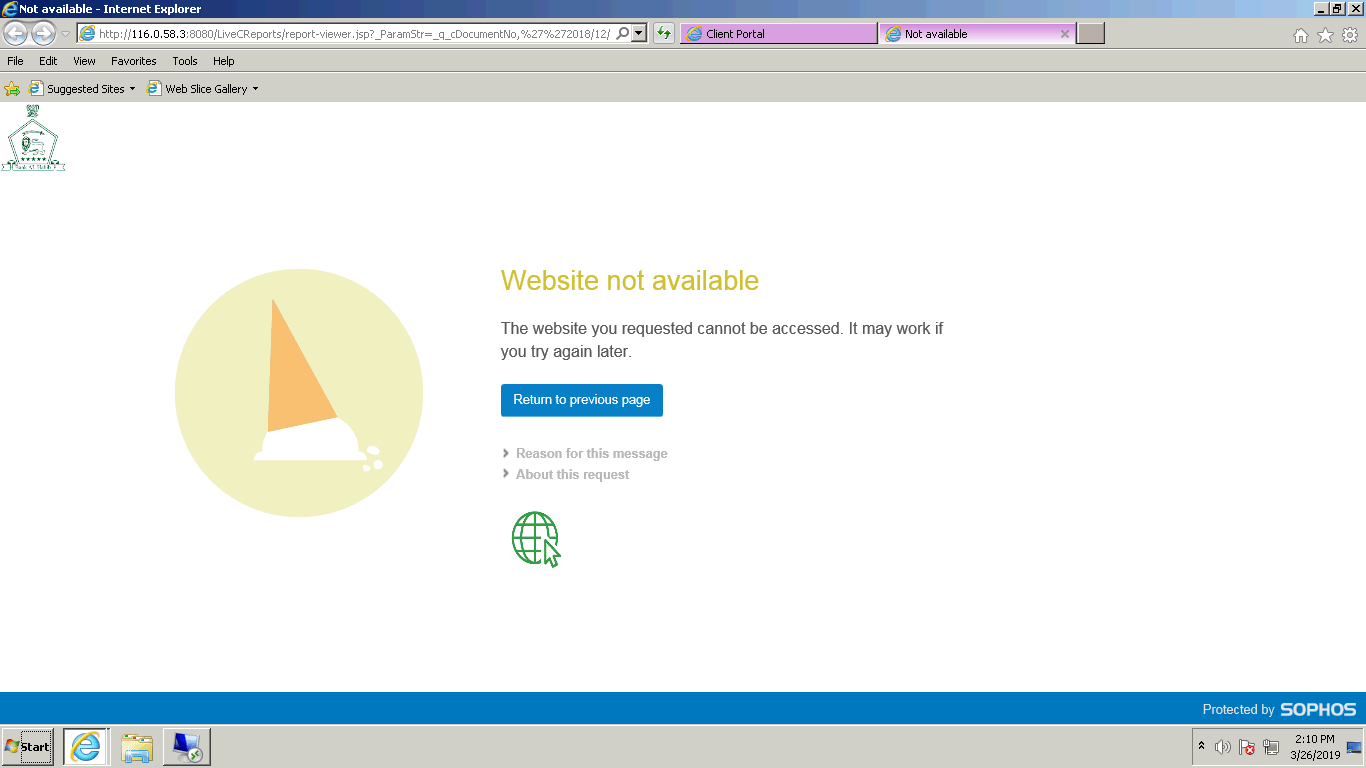 Not available - Internet Explorer
http://116.0.58.3:8080/LiveCReports/report-viewer.jsp?_ParamStr=_q_cDocumentNo,%27%272018/12/
Client Portal
Not available
File Edit View Favorites Tools Help
Suggested Sites
Web Slice Gallery
Website not available
The website you requested cannot be accessed. It may work if
you try again later.
Return to previous page
Reason for this message
About this request
Protected by SOPHOS
Start
2:10 PM
3/26/2019